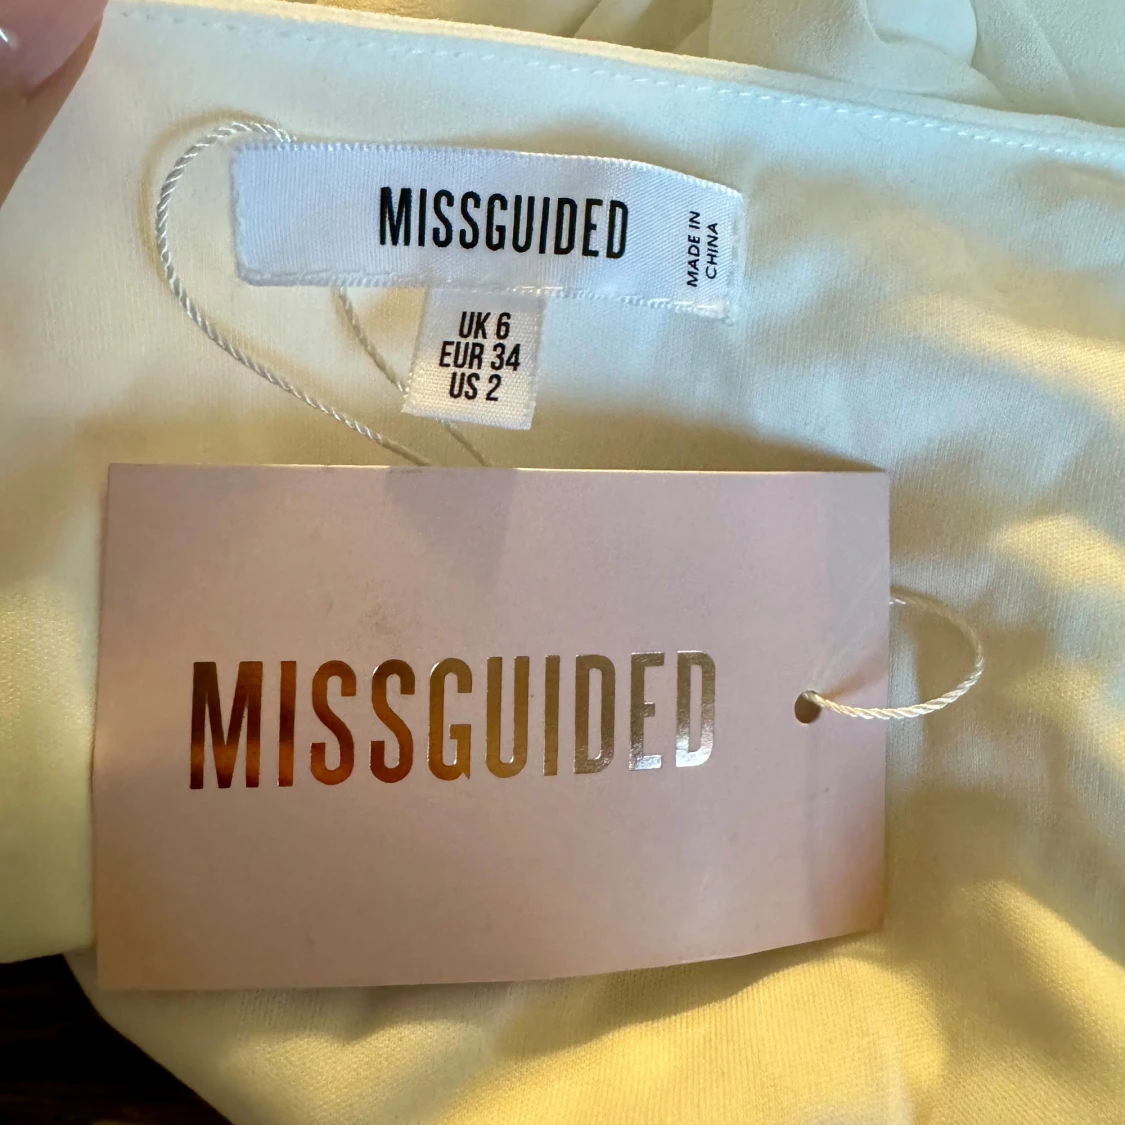 MISSGUIDED
MADE IN
CHINA
UK 6
EUR 34
US 2
MISSGUIDED